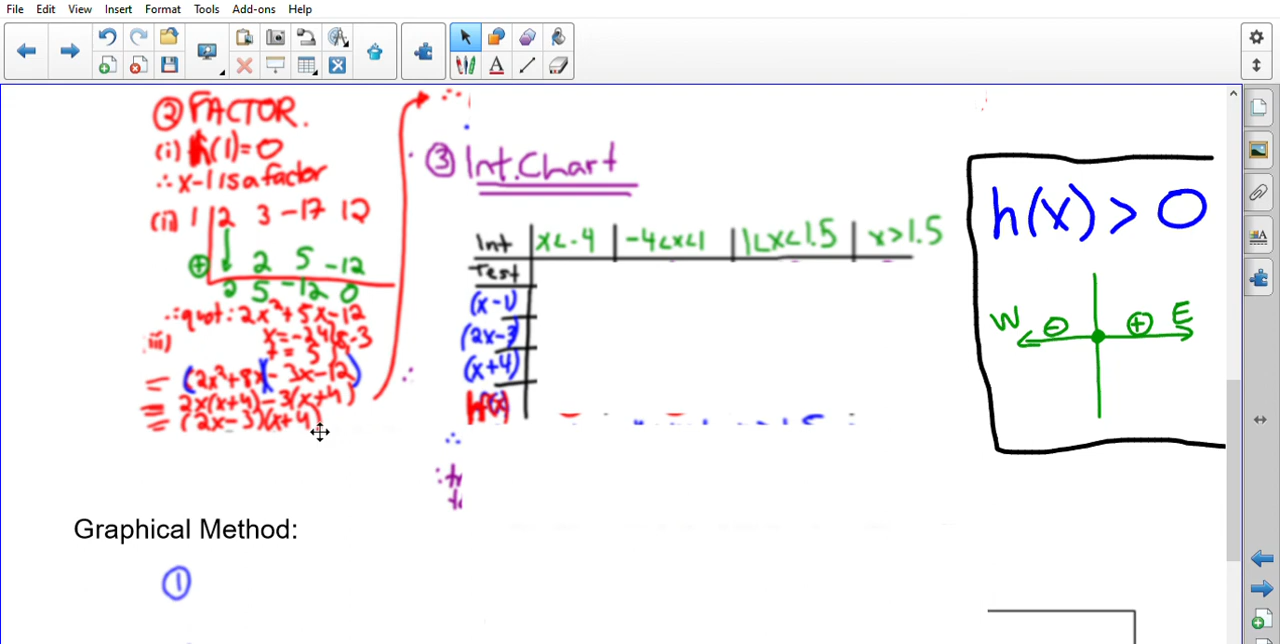 File Edit View Insert Format Tools Add-ons Help
② FACTOR.
(i) h(1)=0
∴ x-1 is a factor
(ii) 1 | 2 3 -17 12
⊕ ↓ 2 5 -12
2 5 -12 0
∴ quot: 2x²+5x-12
iii)
= (2x²+8x)(-3x-12)
= 2x(x+4)-3(x+4)
= (2x-3)(x+4)
∴
③ Int. Chart
Int | x<-4 | -4<x<1 | 1<x<1.5 | x>1.5
Test
(x-1)
(2x-3)
(x+4)
h(x)
∴
h(x) > 0
W ⊖ ⊕ E
Graphical Method:
①